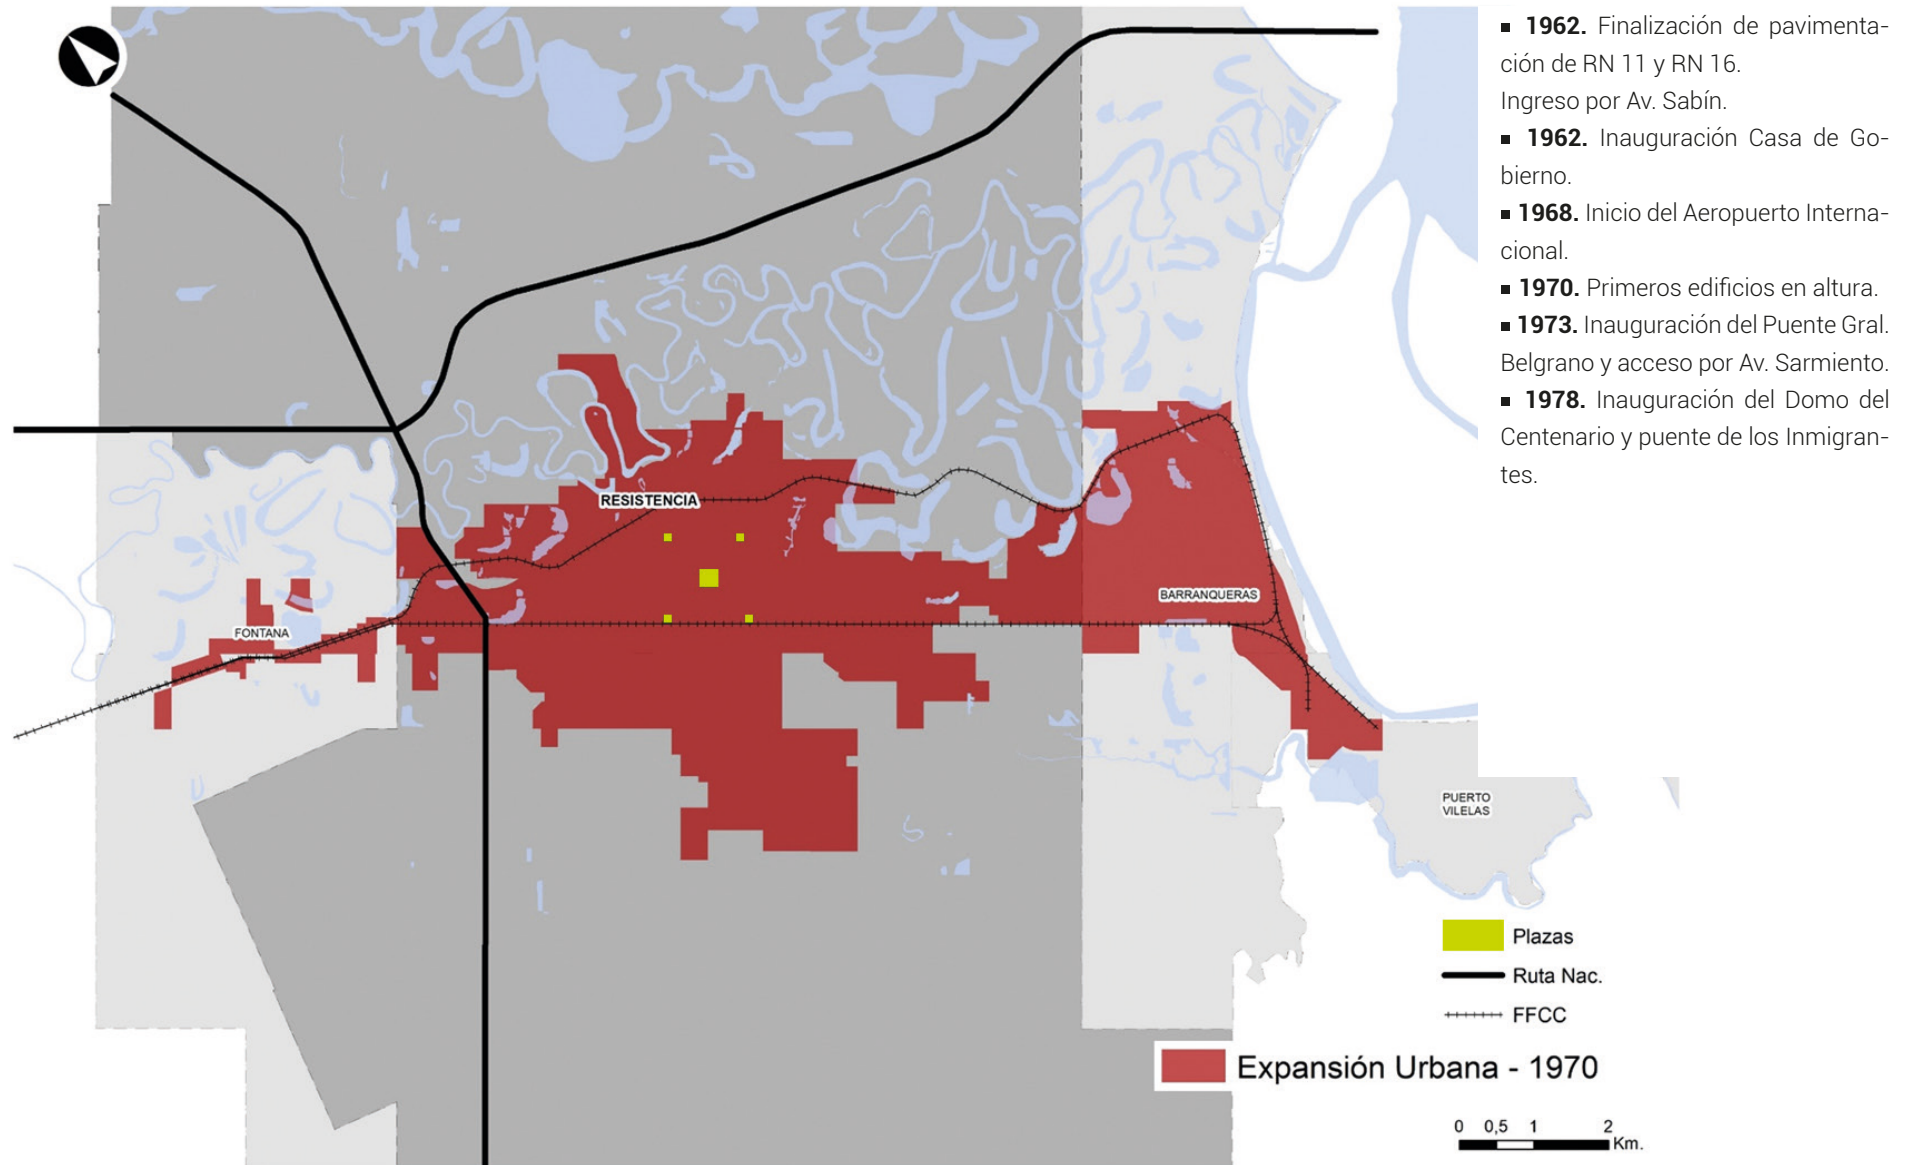 ■ 1962. Finalización de pavimenta-
ción de RN 11 y RN 16.
Ingreso por Av. Sabín.
■ 1962. Inauguración Casa de Go-
bierno.
■ 1968. Inicio del Aeropuerto Interna-
cional.
■ 1970. Primeros edificios en altura.
■ 1973. Inauguración del Puente Gral.
Belgrano y acceso por Av. Sarmiento.
■ 1978. Inauguración del Domo del
Centenario y puente de los Inmigran-
tes.
RESISTENCIA
BARRANQUERAS
FONTANA
PUERTO
VILELAS
Plazas
Ruta Nac.
FFCC
Expansión Urbana - 1970
0 0,5 1 2
Km.